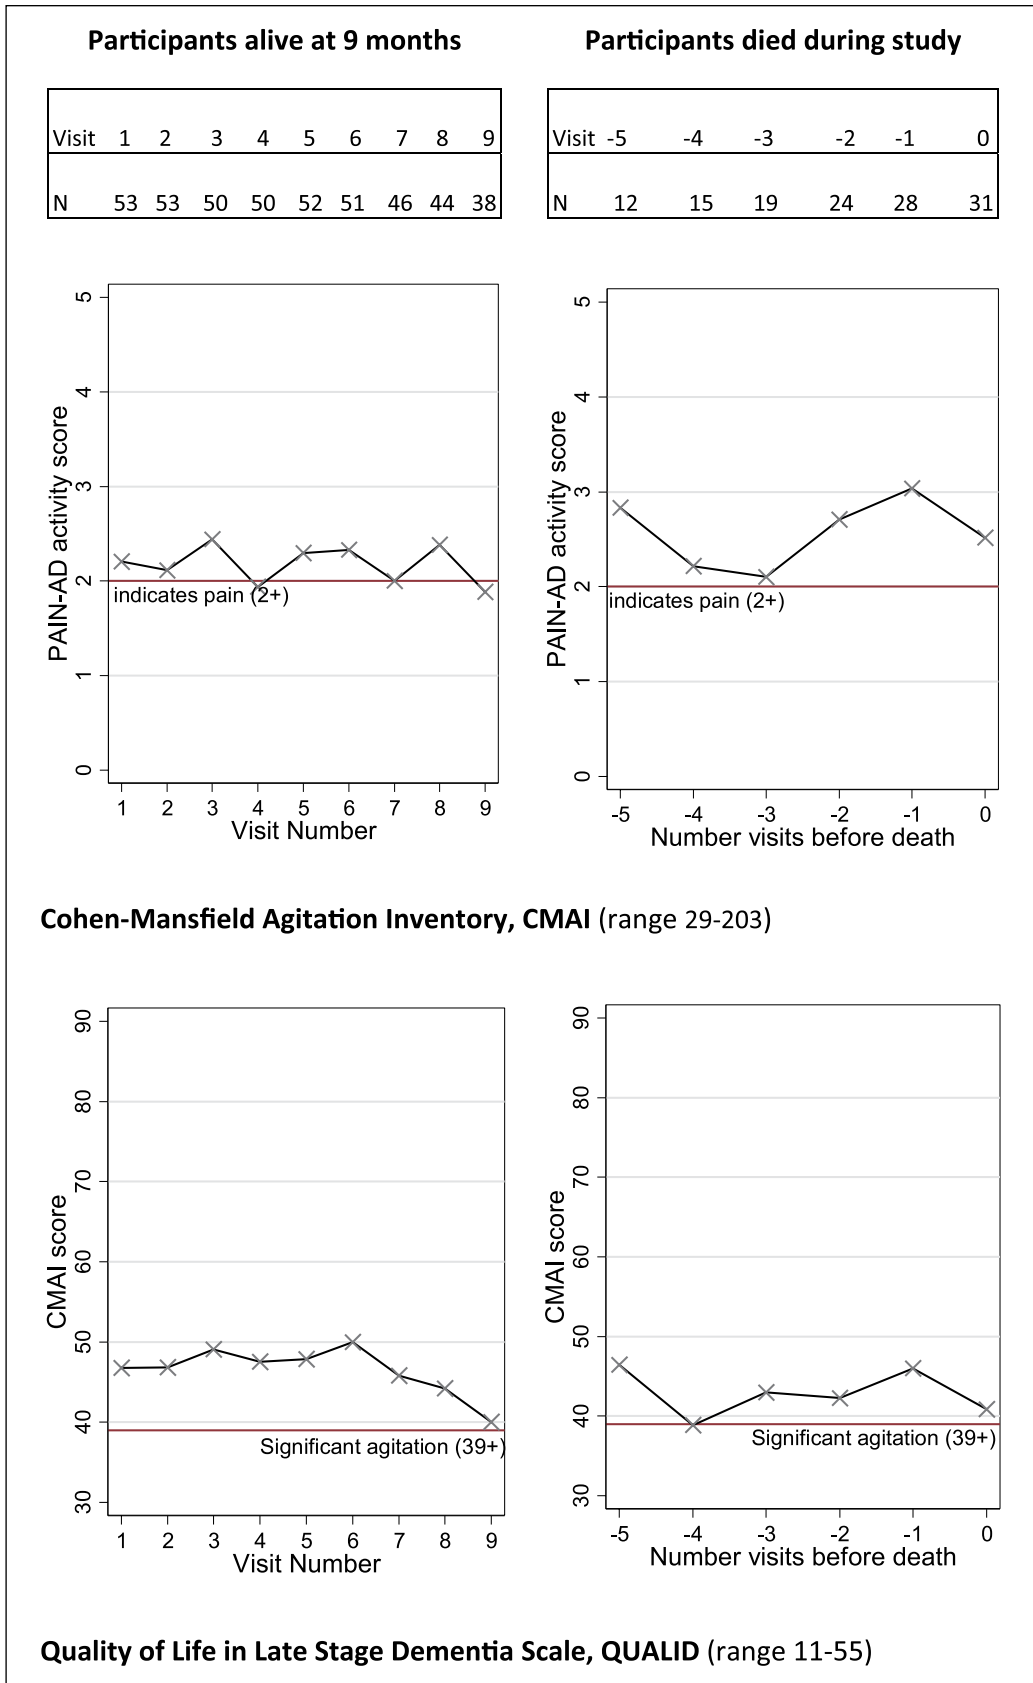 Participants alive at 9 months
Participants died during study
Visit 1 2 3 4 5 6 7 8 9
N 53 53 50 50 52 51 46 44 38
Visit -5 -4 -3 -2 -1 0
N 12 15 19 24 28 31
PAIN-AD activity score
5
4
3
2
1
0
indicates pain (2+)
1 2 3 4 5 6 7 8 9
Visit Number
PAIN-AD activity score
5
4
3
2
1
0
indicates pain (2+)
-5 -4 -3 -2 -1 0
Number visits before death
Cohen-Mansfield Agitation Inventory, CMAI (range 29-203)
CMAI score
90
80
70
60
50
40
30
Significant agitation (39+)
1 2 3 4 5 6 7 8 9
Visit Number
CMAI score
90
80
70
60
50
40
30
Significant agitation (39+)
-5 -4 -3 -2 -1 0
Number visits before death
Quality of Life in Late Stage Dementia Scale, QUALID (range 11-55)